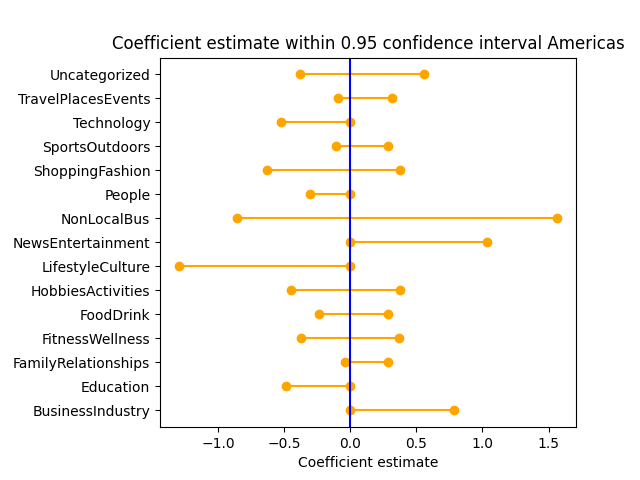 Coefficient estimate within 0.95 confidence interval Americas
Uncategorized
TravelPlacesEvents
Technology
SportsOutdoors
ShoppingFashion
People
NonLocalBus
NewsEntertainment
LifestyleCulture
HobbiesActivities
FoodDrink
FitnessWellness
FamilyRelationships
Education
BusinessIndustry
−1.0 −0.5 0.0 0.5 1.0 1.5
Coefficient estimate